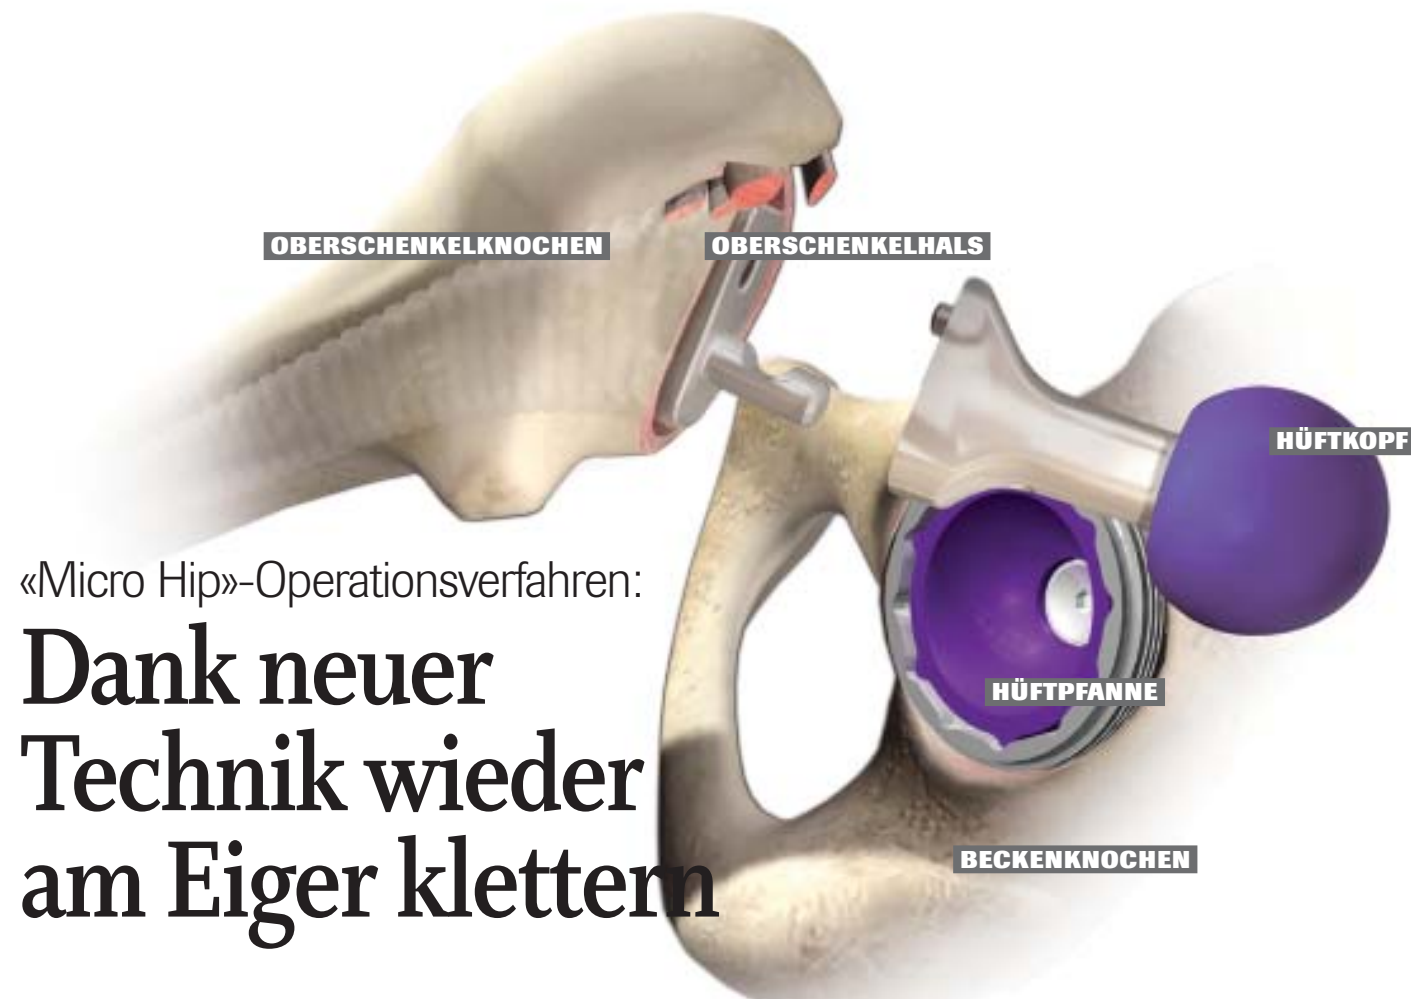 OBERSCHENKELKNOCHEN
OBERSCHENKELHALS
HÜFTKOPF
HÜFTPFANNE
BECKENKNOCHEN
«Micro Hip»-Operationsverfahren:
Dank neuer
Technik wieder
am Eiger klettern